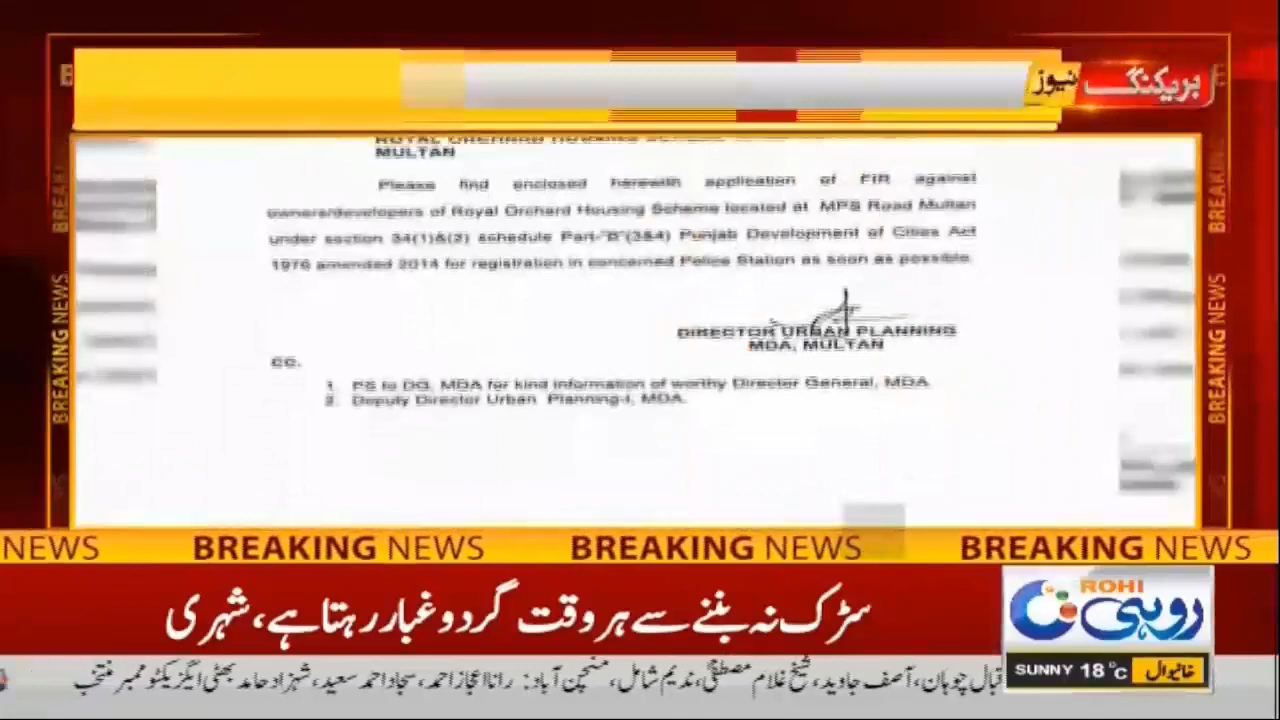 بریکنگ نیوز
MULTAN
Please find enclosed herewith application of FIR against
owners/developers of Royal Orchard Housing Scheme located at MPS Road Multan
under section 34(1)&(2) schedule Part-"B"(3&4) Punjab Development of Cities Act
1976 amended 2014 for registration in concerned Police Station as soon as possible.
DIRECTOR URBAN PLANNING
MDA, MULTAN
CC.
1. PS to DG, MDA for kind information of worthy Director General, MDA
2. Deputy Director Urban Planning-I, MDA.
BREAKING NEWS
BREAKING NEWS
NEWS BREAKING NEWS BREAKING NEWS BREAKING NEWS
سڑک نہ بننے سے ہر وقت گرد و غبار رہتا ہے، شہری
ROHI
روہی
SUNNY 18°C خانیوال
قبال چوہان، آصف جاوید، شیخ غلام مصطفٰی، ندیم شامل، منچن آباد: رانا اعجاز احمد، سجاد احمد سعید، شہزاد حامد بھٹی ایگزیکٹو ممبر منتخب